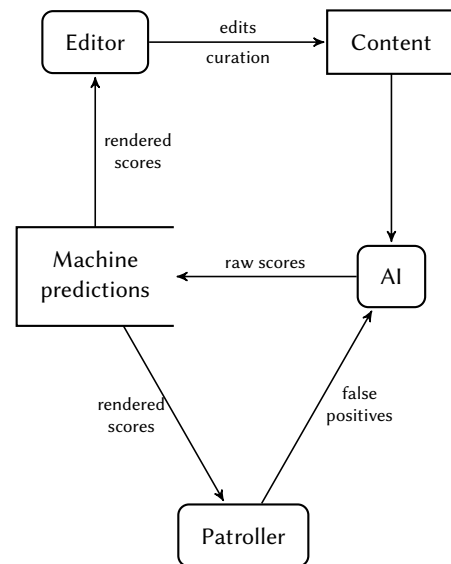 Editor
edits
curation
Content
rendered
scores
Machine
predictions
raw scores
AI
rendered
scores
false
positives
Patroller